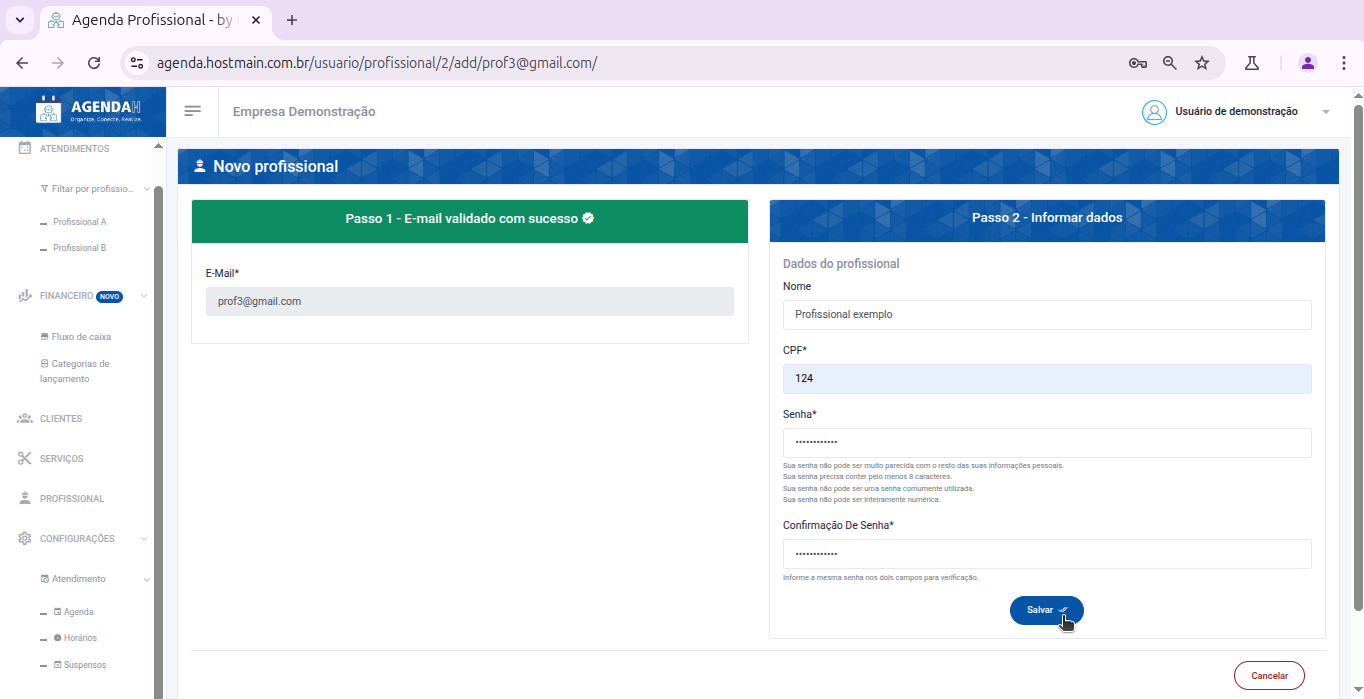 Agenda Profissional - by
agenda.hostmain.com.br/usuario/profissional/2/add/prof3@gmail.com/
AGENDAH
Organize, Conecte, Realize.
Empresa Demonstração
Usuário de demonstração
ATENDIMENTOS
Filtar por profissio...
Profissional A
Profissional B
FINANCEIRO NOVO
Fluxo de caixa
Categorias de
lançamento
CLIENTES
SERVIÇOS
PROFISSIONAL
CONFIGURAÇÕES
Atendimento
Agenda
Horários
Suspensos
Novo profissional
Passo 1 - E-mail validado com sucesso
E-Mail*
prof3@gmail.com
Passo 2 - Informar dados
Dados do profissional
Nome
Profissional exemplo
CPF*
124
Senha*
••••••••••••
Sua senha não pode ser muito parecida com o resto das suas informações pessoais.
Sua senha precisa conter pelo menos 8 caracteres.
Sua senha não pode ser uma senha comumente utilizada.
Sua senha não pode ser inteiramente numérica.
Confirmação De Senha*
••••••••••••
Informe a mesma senha nos dois campos para verificação.
Salvar
Cancelar